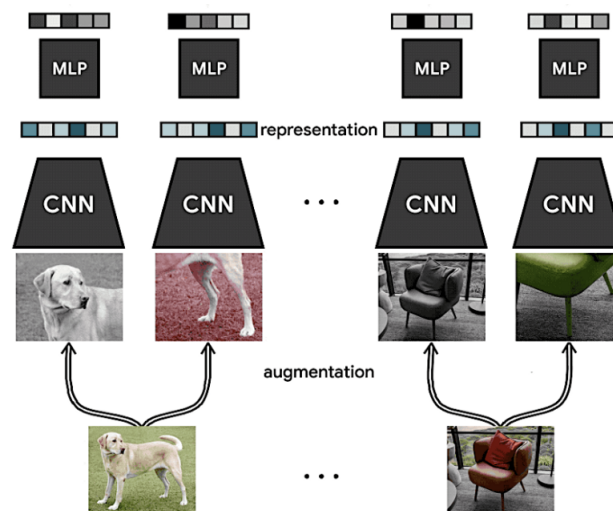 MLP MLP MLP MLP
representation
CNN CNN ... CNN CNN
augmentation
...